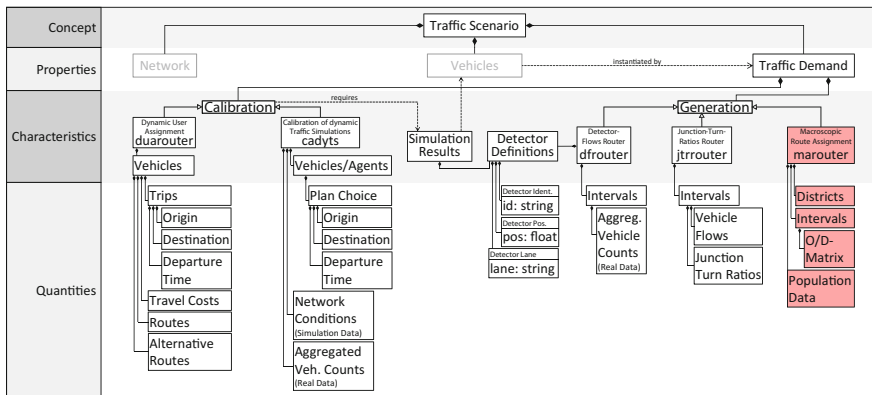 Concept
Traffic Scenario
Properties
Network
Vehicles
instantiated by
Traffic Demand
Characteristics
Calibration
requires
Generation
Dynamic User
Assignment
duarouter
Calibration of dynamic
Traffic Simulations
cadyts
Simulation
Results
Detector
Definitions
Detector-
Flows Router
dfrouter
Junction-Turn-
Ratios Router
jtrrouter
Macroscopic
Route Assignment
marouter
Vehicles
Vehicles/Agents
Quantities
Trips
Origin
Destination
Departure
Time
Travel Costs
Routes
Alternative
Routes
Plan Choice
Origin
Destination
Departure
Time
Network
Conditions
(Simulation Data)
Aggregated
Veh. Counts
(Real Data)
Detector Ident.
id: string
Detector Pos.
pos: float
Detector Lane
lane: string
Intervals
Aggreg.
Vehicle
Counts
(Real Data)
Intervals
Vehicle
Flows
Junction
Turn Ratios
Districts
Intervals
O/D-
Matrix
Population
Data